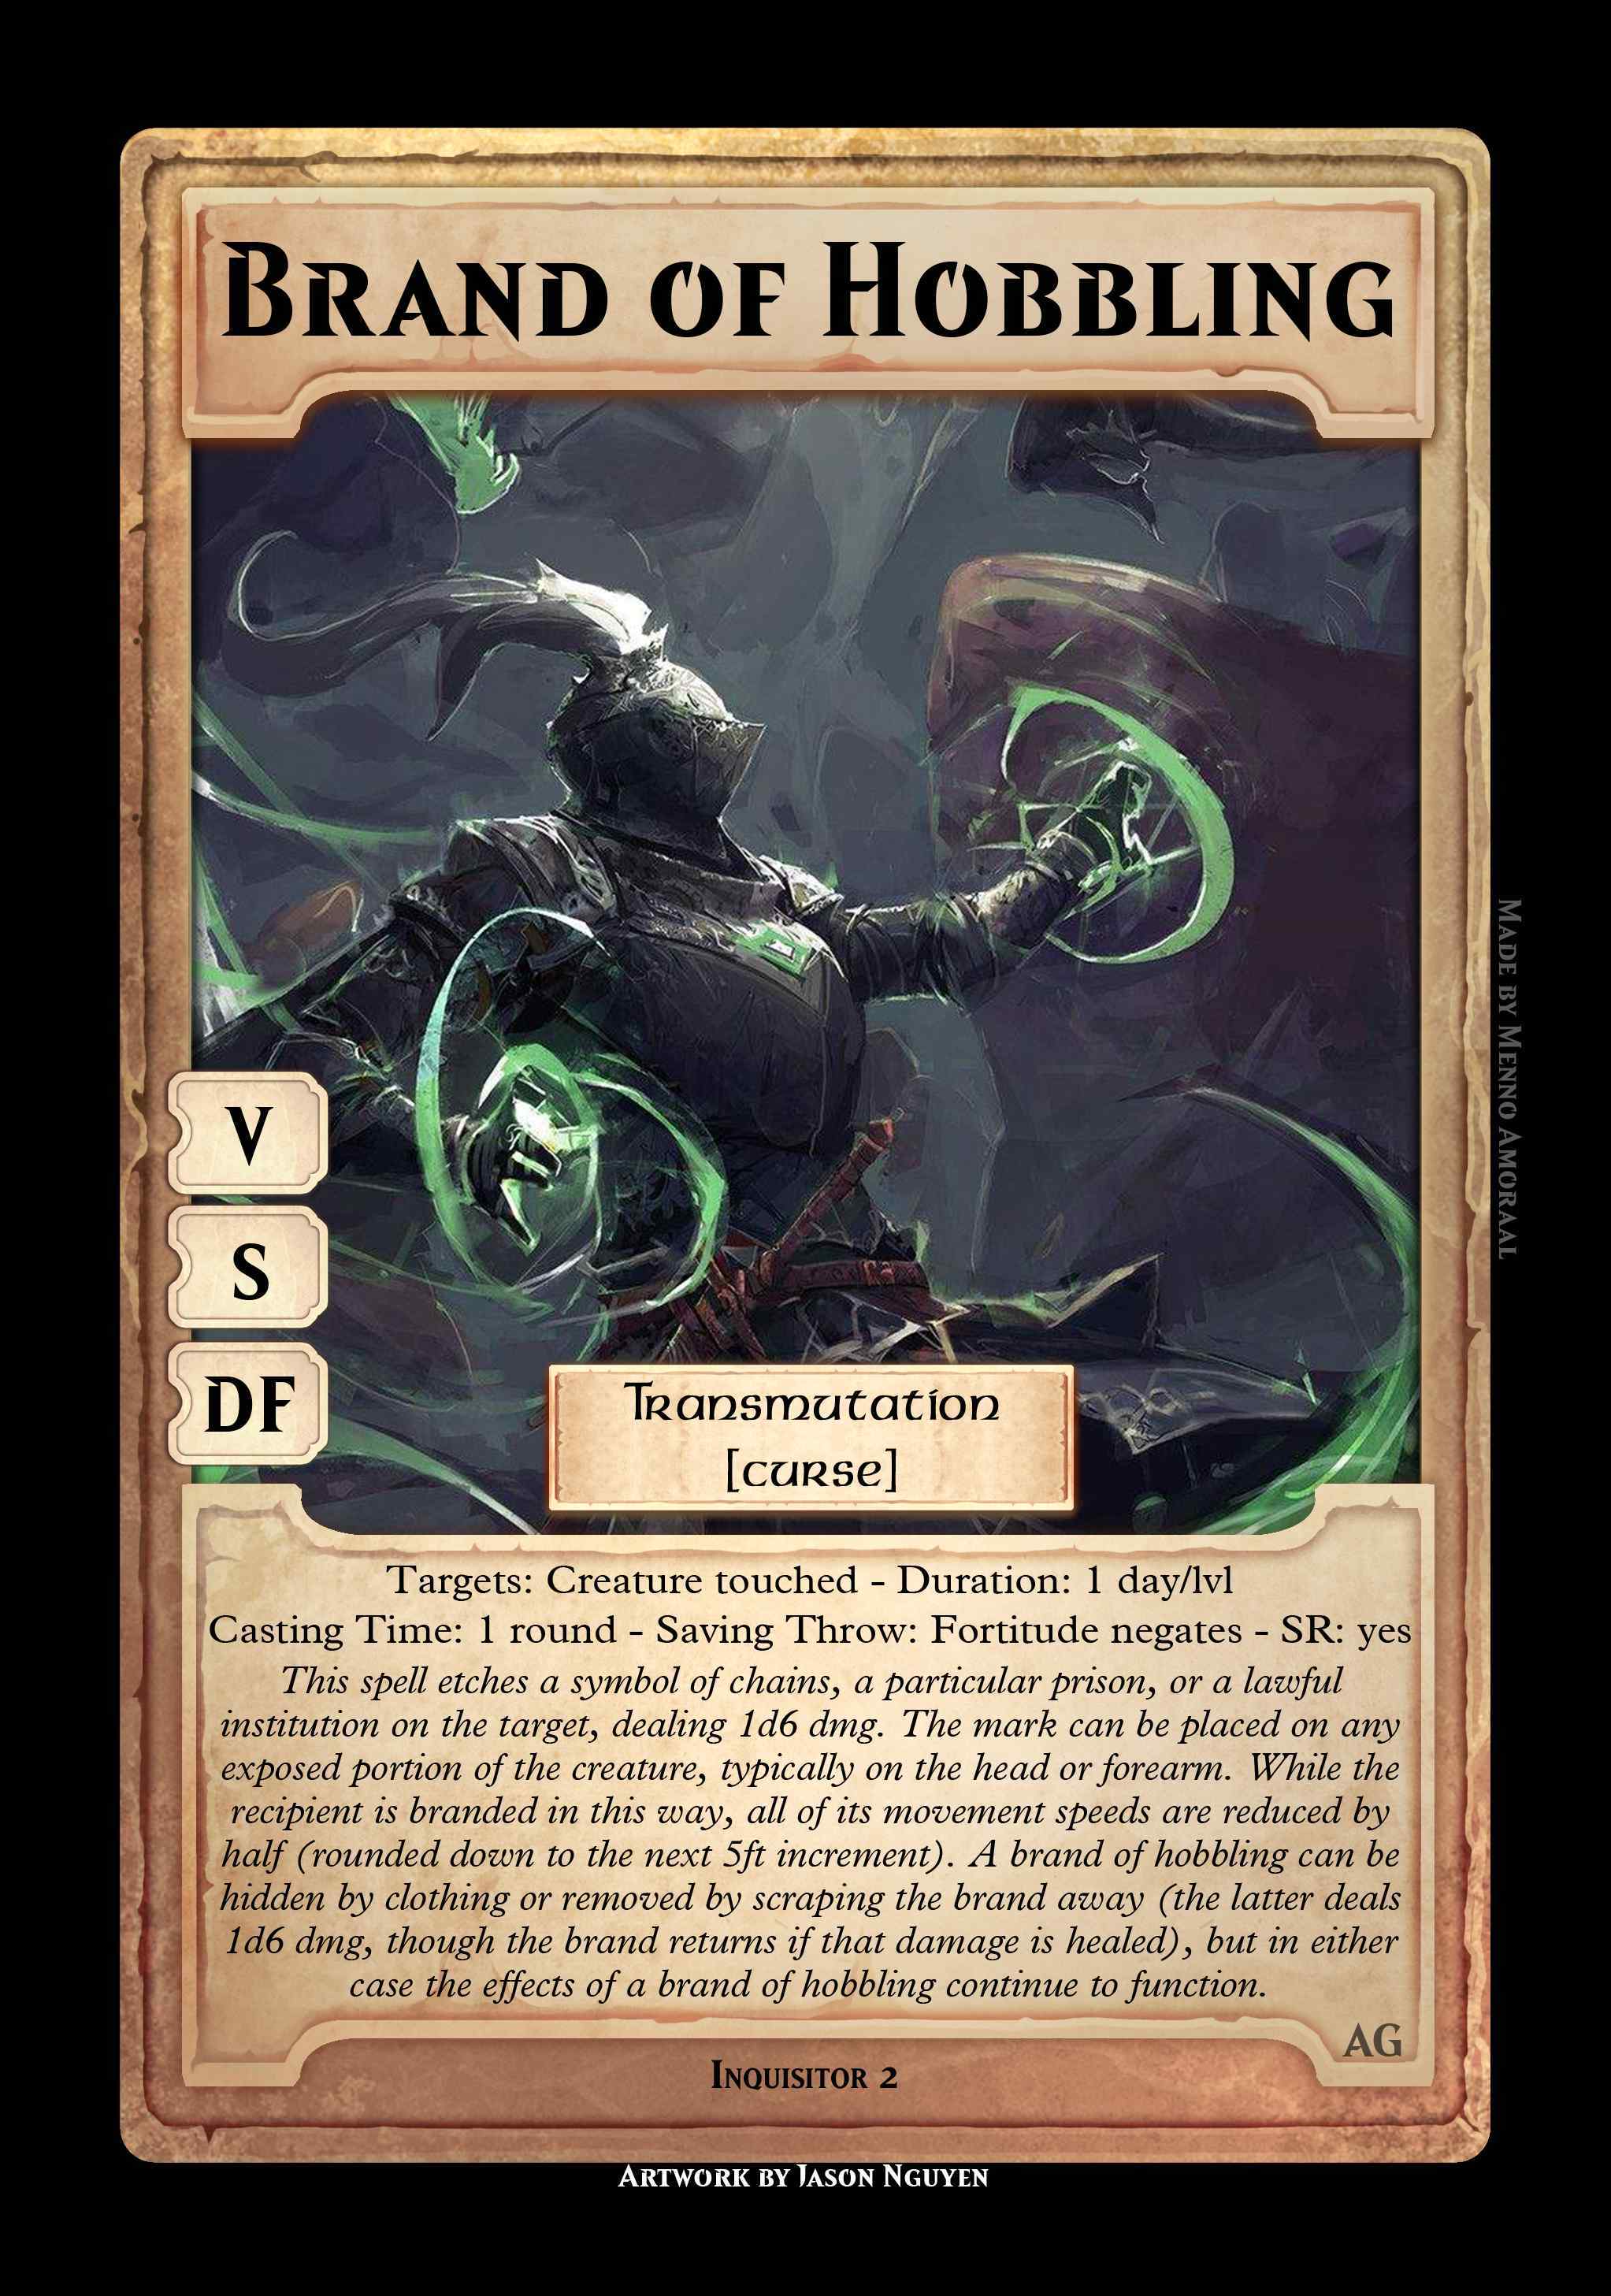 Brand of Hobbling
V
S
DF
Transmutation
[curse]
Targets: Creature touched - Duration: 1 day/lvl
Casting Time: 1 round - Saving Throw: Fortitude negates - SR: yes
This spell etches a symbol of chains, a particular prison, or a lawful
institution on the target, dealing 1d6 dmg. The mark can be placed on any
exposed portion of the creature, typically on the head or forearm. While the
recipient is branded in this way, all of its movement speeds are reduced by
half (rounded down to the next 5ft increment). A brand of hobbling can be
hidden by clothing or removed by scraping the brand away (the latter deals
1d6 dmg, though the brand returns if that damage is healed), but in either
case the effects of a brand of hobbling continue to function.
AG
Inquisitor 2
Artwork by Jason Nguyen
Made by Menno Amoraal